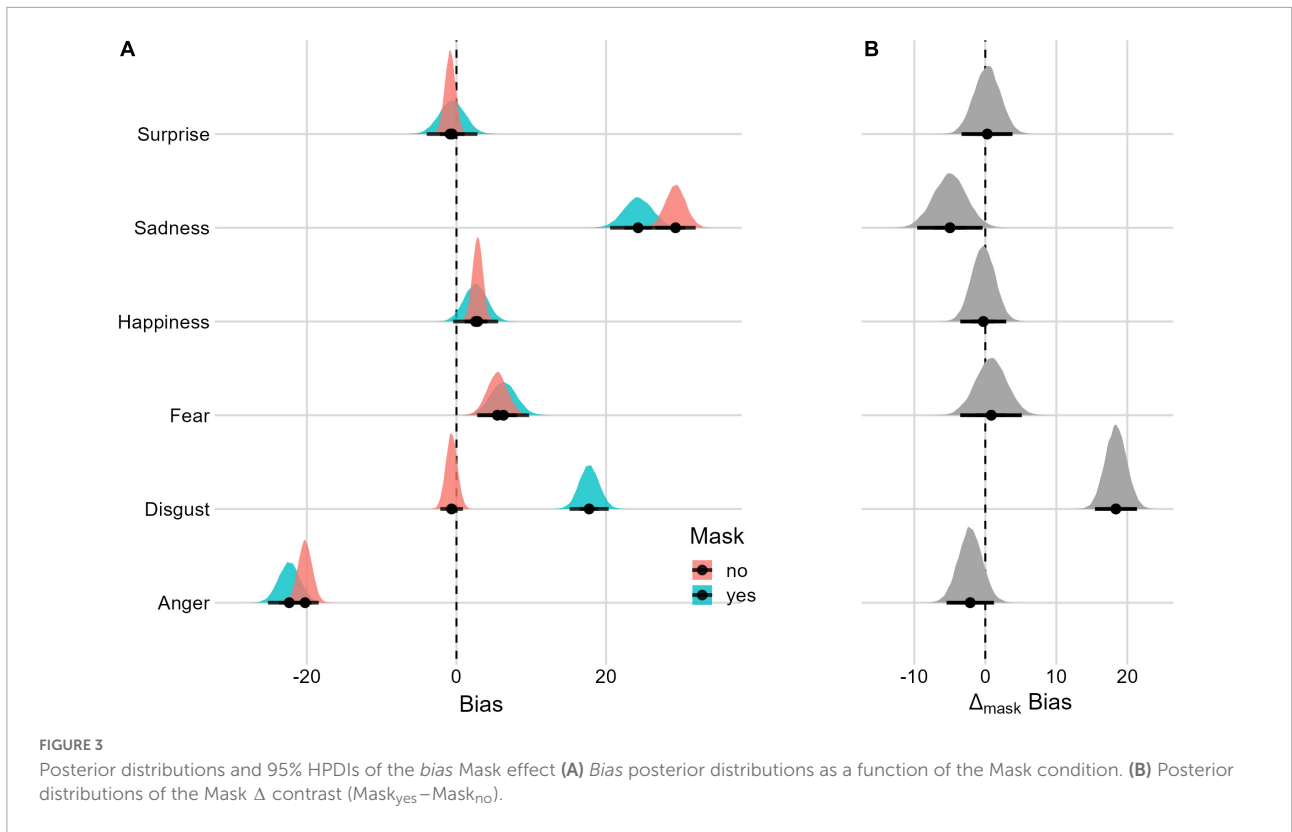 A
B
Surprise
Sadness
Happiness
Fear
Disgust
Anger
Mask
no
yes
-20 0 20
Bias
-10 0 10 20
Δmask Bias
FIGURE 3
Posterior distributions and 95% HPDIs of the bias Mask effect (A) Bias posterior distributions as a function of the Mask condition. (B) Posterior
distributions of the Mask Δ contrast (Maskyes–Maskno).